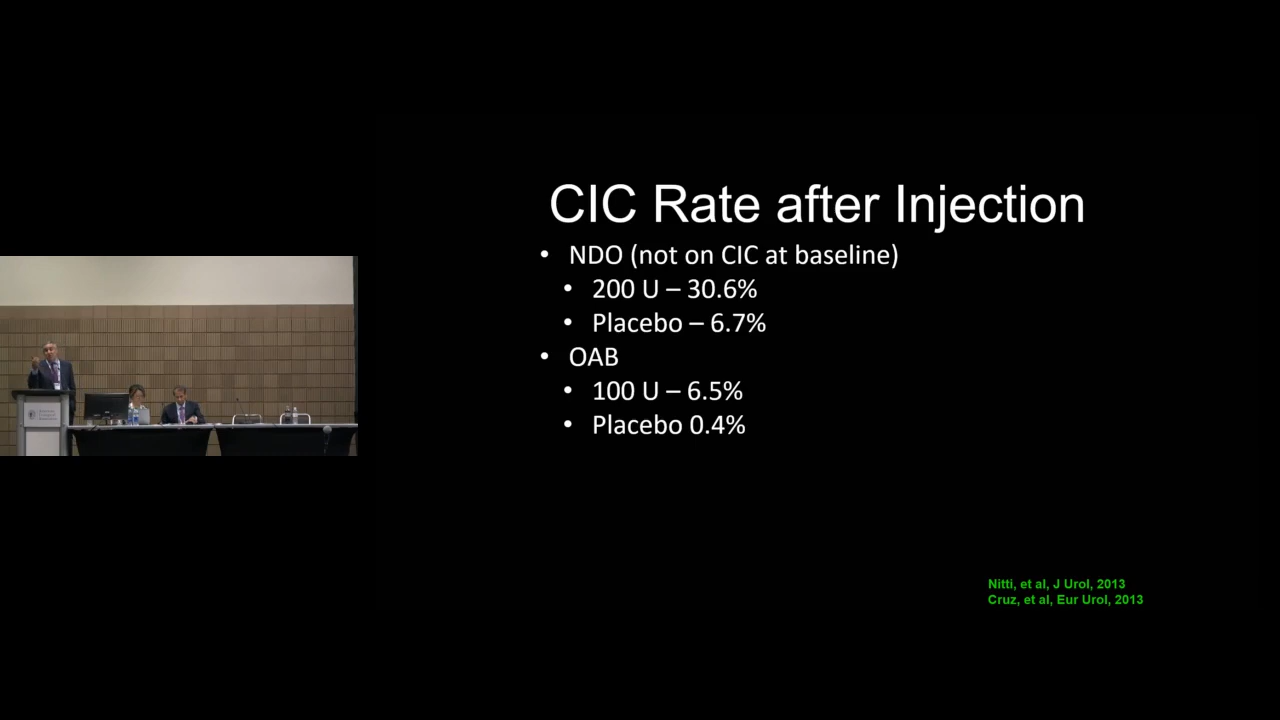 CIC Rate after Injection
• NDO (not on CIC at baseline)
• 200 U – 30.6%
• Placebo – 6.7%
• OAB
• 100 U – 6.5%
• Placebo 0.4%
Nitti, et al, J Urol, 2013
Cruz, et al, Eur Urol, 2013